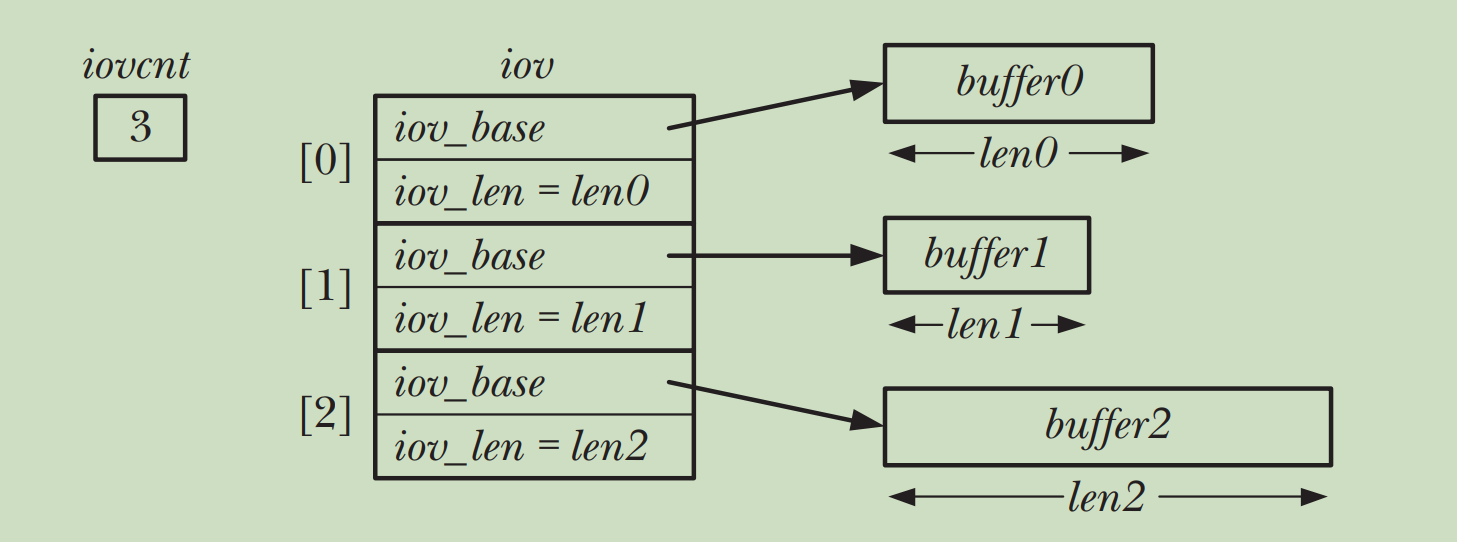 iovcnt
3
iov
[0]
iov_base
iov_len = len0
[1]
iov_base
iov_len = len1
[2]
iov_base
iov_len = len2
buffer0
len0
buffer1
len1
buffer2
len2